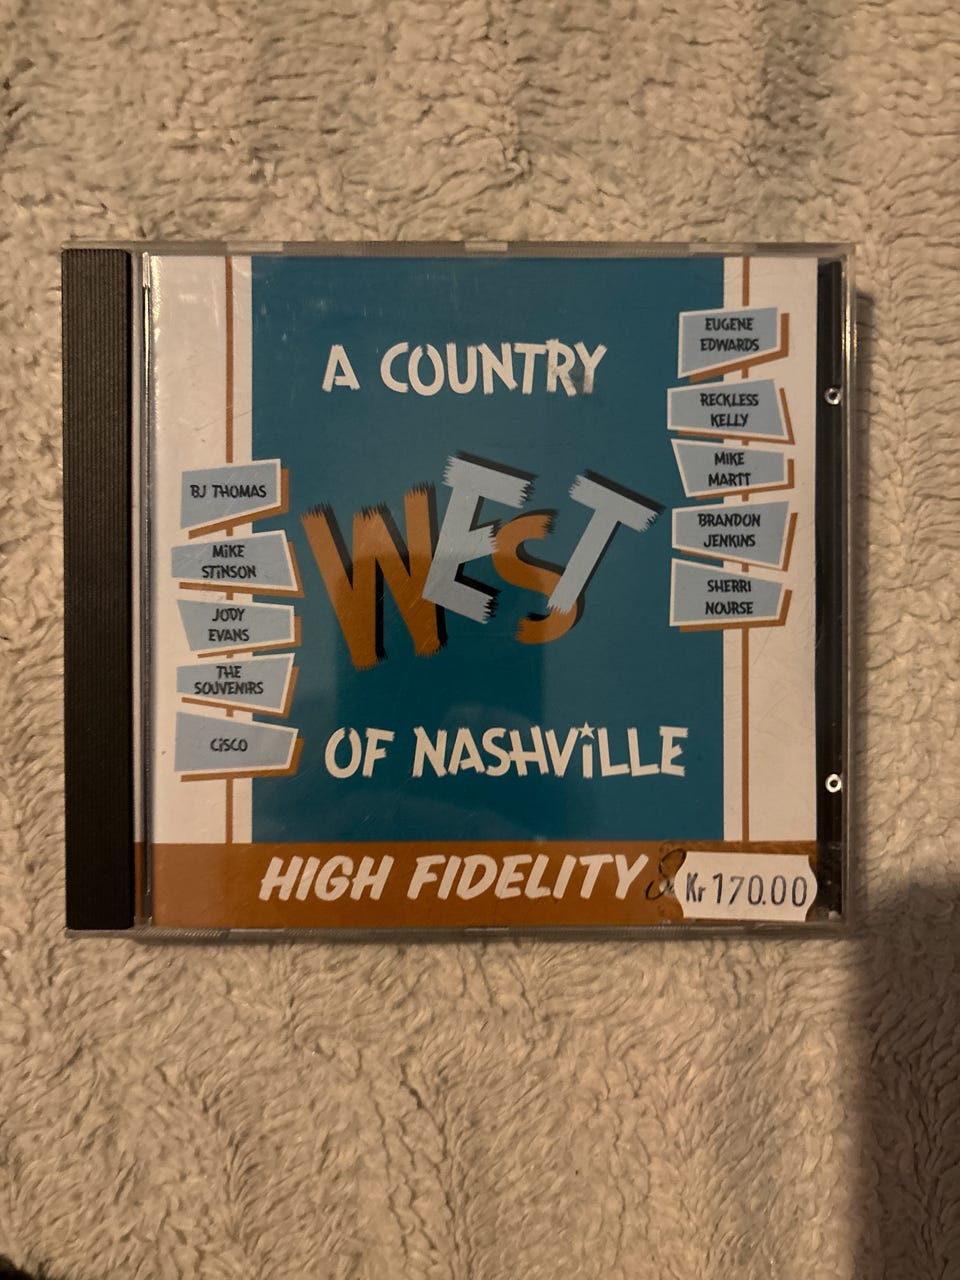 A COUNTRY
WEST
OF NASHVILLE
BJ THOMAS
MIKE
STINSON
JODY
EVANS
THE
SOUVENIRS
CISCO
EUGENE
EDWARDS
RECKLESS
KELLY
MIKE
MARTT
BRANDON
JENKINS
SHERRI
NOURSE
HIGH FIDELITY
Kr 170.00